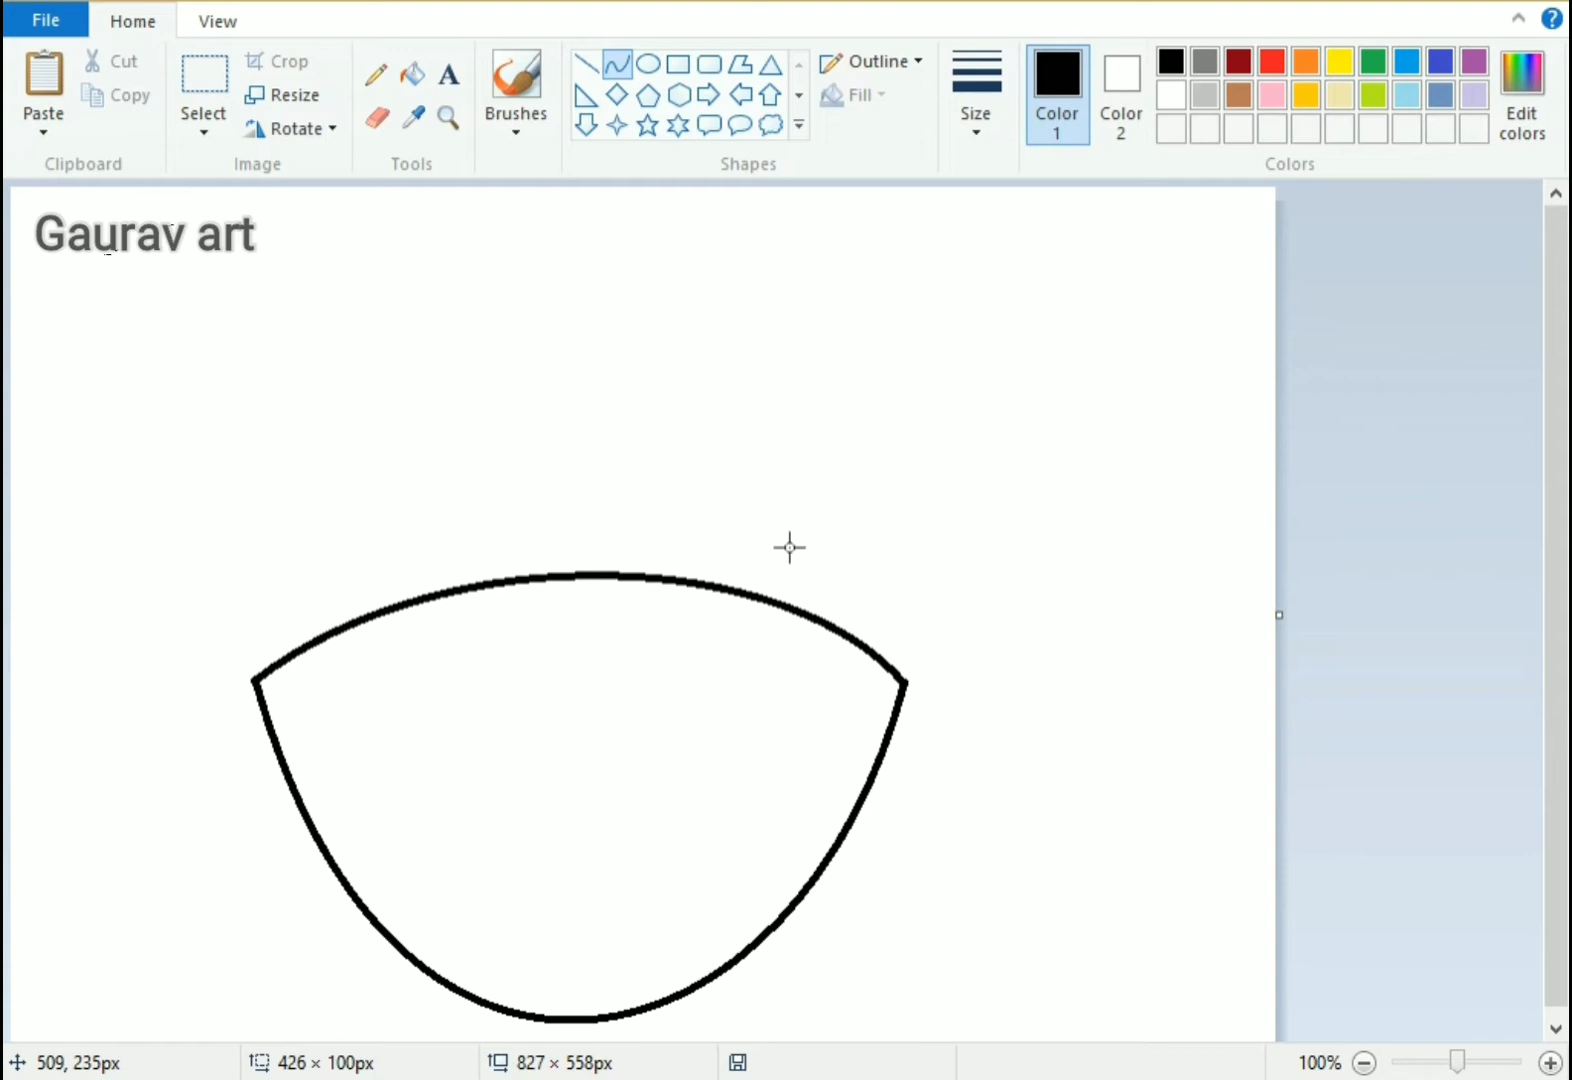 File Home View
Paste Cut Copy Clipboard
Select Crop Resize Rotate Image
Tools
Brushes
Shapes
Outline Fill
Size
Color 1 Color 2
Edit colors
Colors
Gaurav art
509, 235px 426 × 100px 827 × 558px 100%